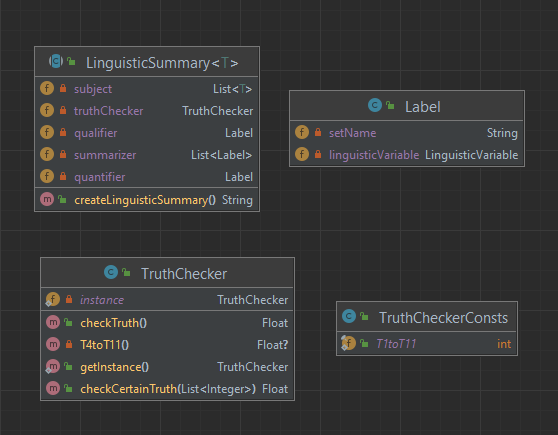 LinguisticSummary<T>
subject List<T>
truthChecker TruthChecker
qualifier Label
summarizer List<Label>
quantifier Label
createLinguisticSummary() String
Label
setName String
linguisticVariable LinguisticVariable
TruthChecker
instance TruthChecker
checkTruth() Float
T4toT11() Float?
getInstance() TruthChecker
checkCertainTruth(List<Integer>) Float
TruthCheckerConsts
T1toT11 int